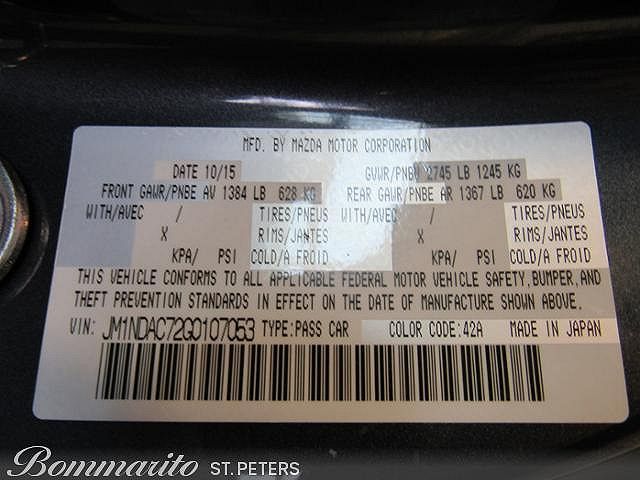 MFD. BY MAZDA MOTOR CORPORATION
DATE 10/15 GVWR/PNBV 2745 LB 1245 KG
FRONT GAWR/PNBE AV 1384 LB 628 KG REAR GAWR/PNBE AR 1367 LB 620 KG
WITH/AVEC / TIRES/PNEUS WITH/AVEC / TIRES/PNEUS
X RIMS/JANTES X RIMS/JANTES
KPA/ PSI COLD/A FROID KPA/ PSI COLD/A FROID
THIS VEHICLE CONFORMS TO ALL APPLICABLE FEDERAL MOTOR VEHICLE SAFETY, BUMPER, AND
THEFT PREVENTION STANDARDS IN EFFECT ON THE DATE OF MANUFACTURE SHOWN ABOVE.
VIN: JM1NDAC72G0107053 TYPE: PASS CAR COLOR CODE: 42A MADE IN JAPAN
Bommarito ST. PETERS